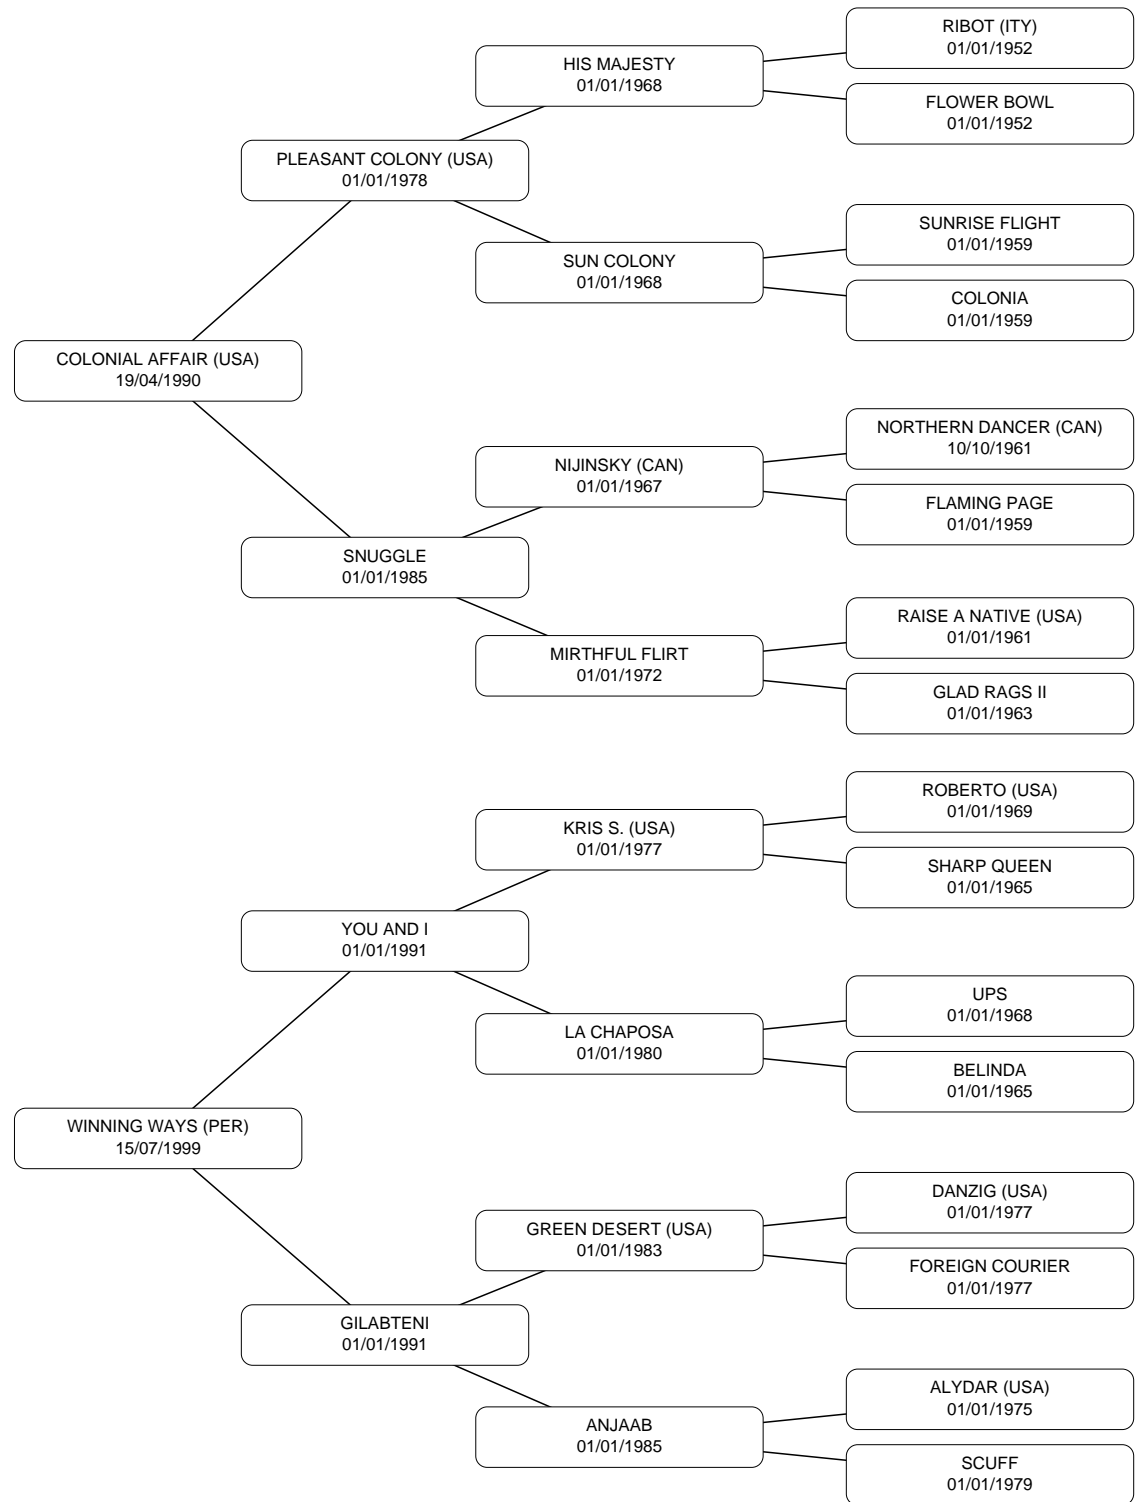 RIBOT (ITY)
01/01/1952
HIS MAJESTY
01/01/1968
FLOWER BOWL
01/01/1952
PLEASANT COLONY (USA)
01/01/1978
SUNRISE FLIGHT
01/01/1959
SUN COLONY
01/01/1968
COLONIA
01/01/1959
COLONIAL AFFAIR (USA)
19/04/1990
NORTHERN DANCER (CAN)
10/10/1961
NIJINSKY (CAN)
01/01/1967
FLAMING PAGE
01/01/1959
SNUGGLE
01/01/1985
RAISE A NATIVE (USA)
01/01/1961
MIRTHFUL FLIRT
01/01/1972
GLAD RAGS II
01/01/1963
ROBERTO (USA)
01/01/1969
KRIS S. (USA)
01/01/1977
SHARP QUEEN
01/01/1965
YOU AND I
01/01/1991
UPS
01/01/1968
LA CHAPOSA
01/01/1980
BELINDA
01/01/1965
WINNING WAYS (PER)
15/07/1999
DANZIG (USA)
01/01/1977
GREEN DESERT (USA)
01/01/1983
FOREIGN COURIER
01/01/1977
GILABTENI
01/01/1991
ALYDAR (USA)
01/01/1975
ANJAAB
01/01/1985
SCUFF
01/01/1979